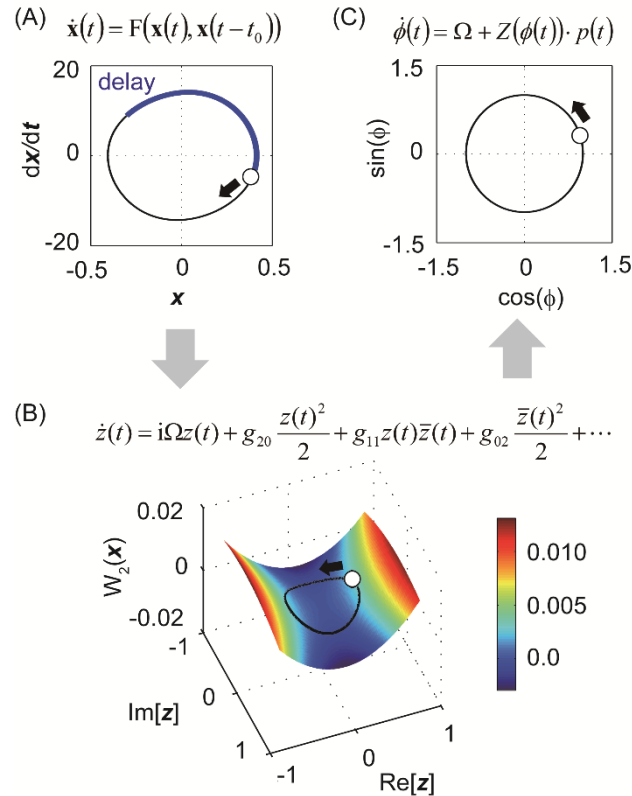 (A) ẋ(t) = F(x(t), x(t−t₀))
20
delay
dx/dt
0
-20
-0.5 0 0.5
x
(C) ϕ̇(t) = Ω + Z(ϕ(t))· p(t)
1.5
sin(ϕ)
0
-1.5
-1.5 0 1.5
cos(ϕ)
(B)
ż(t) = iΩz(t) + g₂₀ z(t)²/2 + g₁₁z(t)z̄(t) + g₀₂ z̄(t)²/2 + ⋯
0.02
W₂(x)
0
-0.02
-1
0
Im[z]
1
-1
0
1
Re[z]
0.010
0.005
0.0